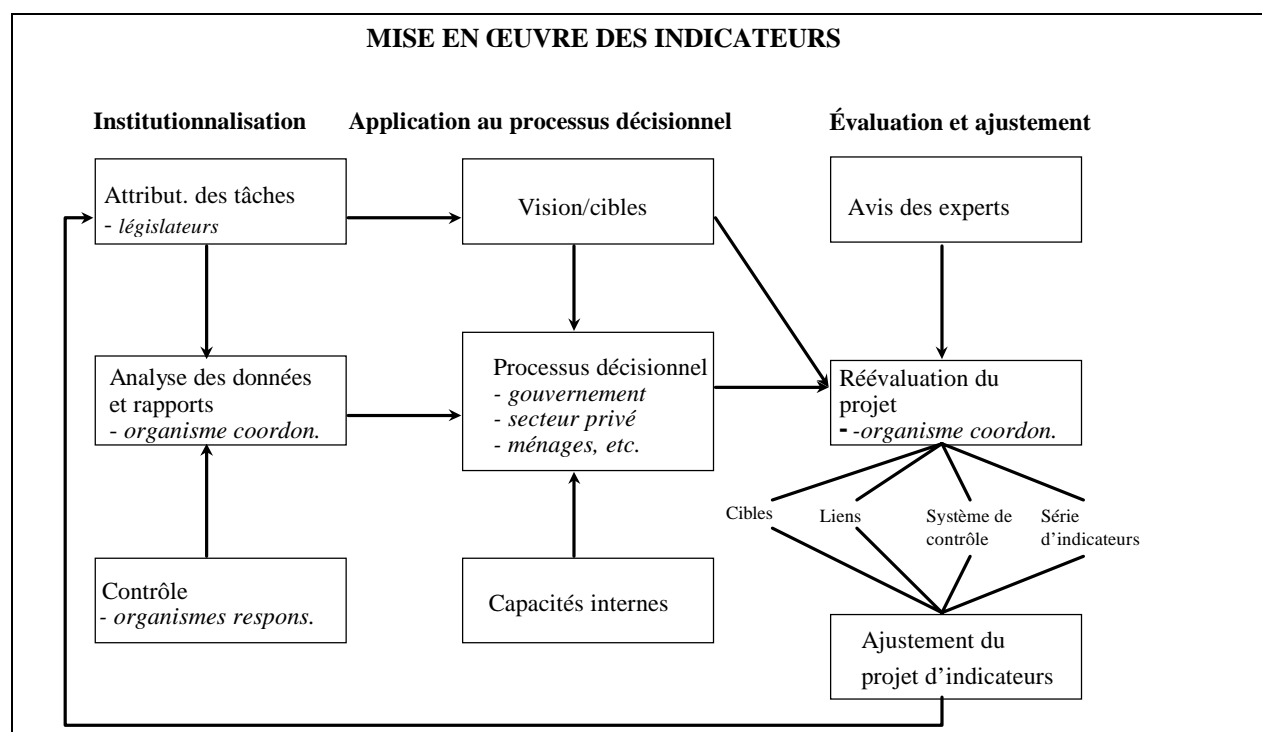 MISE EN ŒUVRE DES INDICATEURS
Institutionnalisation
Application au processus décisionnel
Évaluation et ajustement
Attribut. des tâches
- législateurs
Vision/cibles
Avis des experts
Analyse des données
et rapports
- organisme coordon.
Processus décisionnel
- gouvernement
- secteur privé
- ménages, etc.
Réévaluation du
projet
- -organisme coordon.
Cibles
Liens
Système de
contrôle
Série
d’indicateurs
Contrôle
- organismes respons.
Capacités internes
Ajustement du
projet d’indicateurs